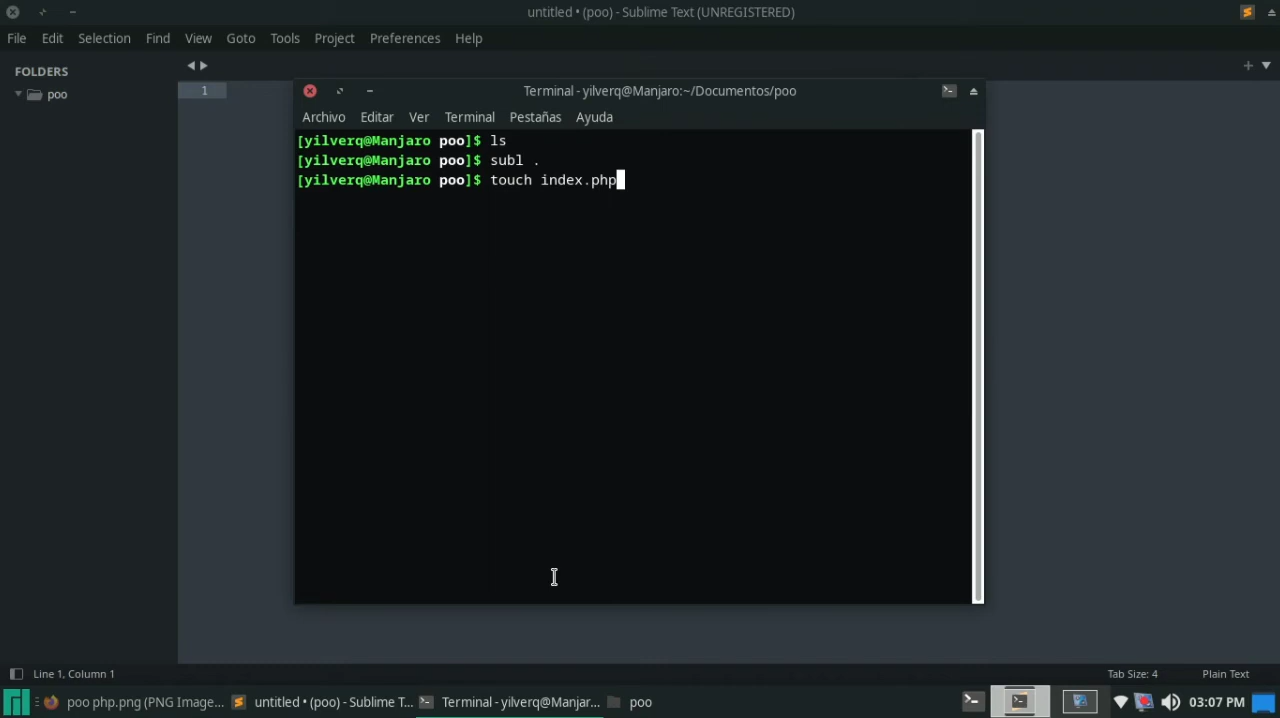 untitled • (poo) - Sublime Text (UNREGISTERED)
File Edit Selection Find View Goto Tools Project Preferences Help
FOLDERS
poo
1
Terminal - yilverq@Manjaro:~/Documentos/poo
Archivo Editar Ver Terminal Pestañas Ayuda
[yilverq@Manjaro poo]$ ls
[yilverq@Manjaro poo]$ subl .
[yilverq@Manjaro poo]$ touch index.php
Line 1, Column 1 Tab Size: 4 Plain Text
poo php.png (PNG Image... untitled • (poo) - Sublime T... Terminal - yilverq@Manjar... poo 03:07 PM